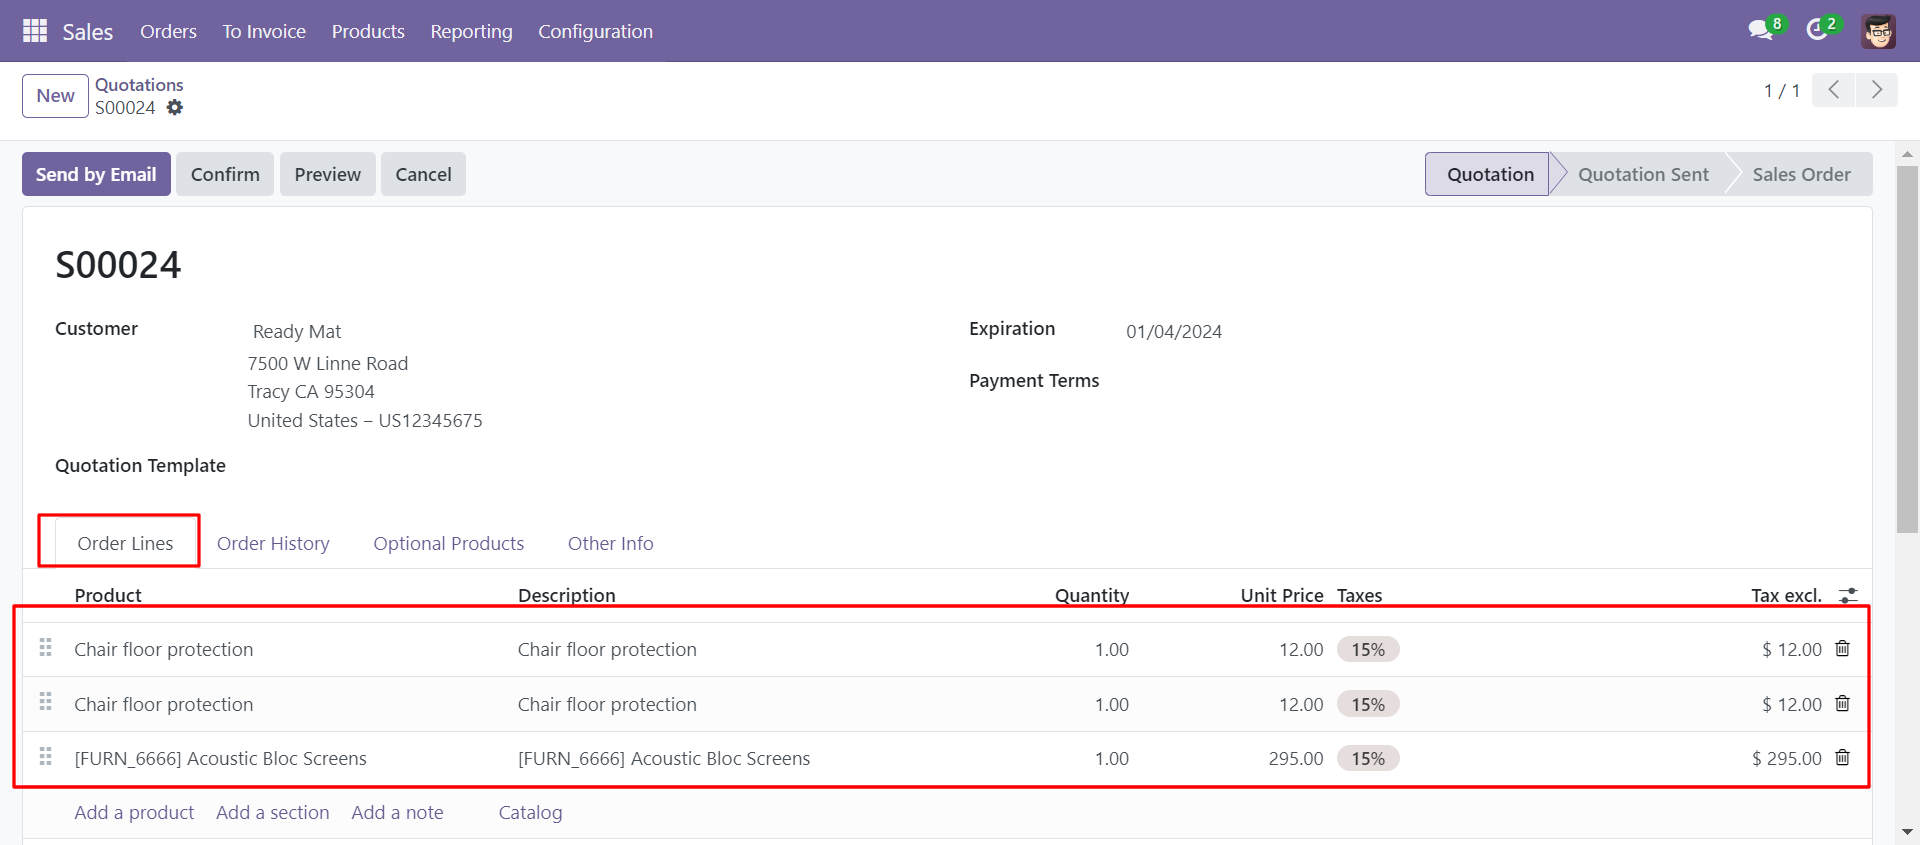 Sales Orders To Invoice Products Reporting Configuration 8 2
New Quotations
S00024
1 / 1
Send by Email Confirm Preview Cancel Quotation Quotation Sent Sales Order
S00024
Customer Ready Mat Expiration 01/04/2024
7500 W Linne Road
Tracy CA 95304 Payment Terms
United States – US12345675
Quotation Template
Order Lines Order History Optional Products Other Info
Product Description Quantity Unit Price Taxes Tax excl.
Chair floor protection Chair floor protection 1.00 12.00 15% $ 12.00
Chair floor protection Chair floor protection 1.00 12.00 15% $ 12.00
[FURN_6666] Acoustic Bloc Screens [FURN_6666] Acoustic Bloc Screens 1.00 295.00 15% $ 295.00
Add a product Add a section Add a note Catalog